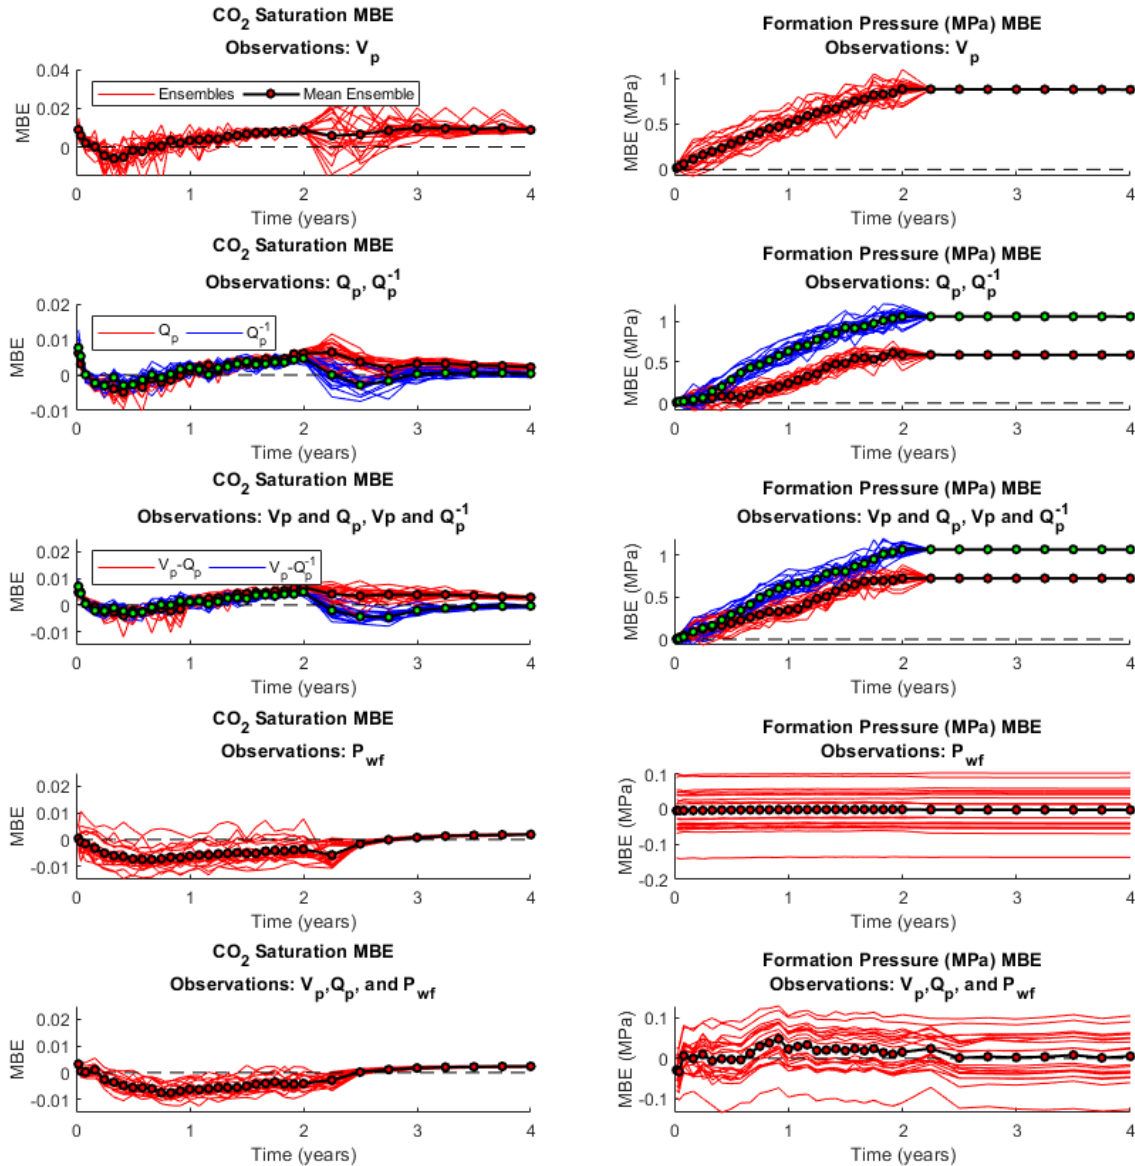 CO2 Saturation MBE
Observations: Vp
0.04
0.02
0
MBE
Ensembles
Mean Ensemble
0 1 2 3 4
Time (years)
Formation Pressure (MPa) MBE
Observations: Vp
1
0.5
0
MBE (MPa)
0 1 2 3 4
Time (years)
CO2 Saturation MBE
Observations: Qp, Qp-1
0.02
0.01
0
-0.01
MBE
Qp
Qp-1
0 1 2 3 4
Time (years)
Formation Pressure (MPa) MBE
Observations: Qp, Qp-1
1
0.5
0
MBE (MPa)
0 1 2 3 4
Time (years)
CO2 Saturation MBE
Observations: Vp and Qp, Vp and Qp-1
0.02
0.01
0
-0.01
MBE
Vp-Qp
Vp-Qp-1
0 1 2 3 4
Time (years)
Formation Pressure (MPa) MBE
Observations: Vp and Qp, Vp and Qp-1
1
0.5
0
MBE (MPa)
0 1 2 3 4
Time (years)
CO2 Saturation MBE
Observations: Pwf
0.02
0.01
0
-0.01
MBE
0 1 2 3 4
Time (years)
Formation Pressure (MPa) MBE
Observations: Pwf
0.1
0
-0.1
-0.2
MBE (MPa)
0 1 2 3 4
Time (years)
CO2 Saturation MBE
Observations: Vp,Qp, and Pwf
0.02
0.01
0
-0.01
MBE
0 1 2 3 4
Time (years)
Formation Pressure (MPa) MBE
Observations: Vp,Qp, and Pwf
0.1
0
-0.1
MBE (MPa)
0 1 2 3 4
Time (years)